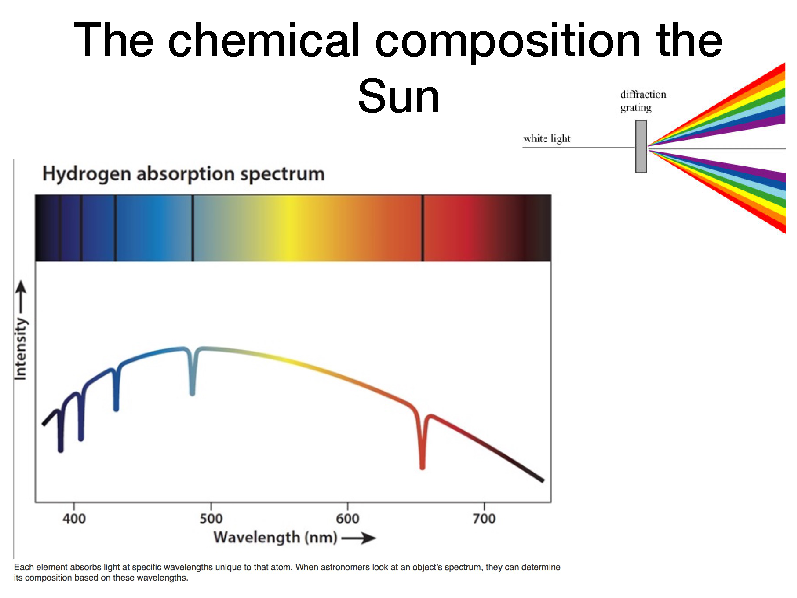 The chemical composition the
Sun
diffraction
grating
white light
Hydrogen absorption spectrum
Intensity
400 500 600 700
Wavelength (nm)
Each element absorbs light at specific wavelengths unique to that atom. When astronomers look at an object's spectrum, they can determine
its composition based on these wavelengths.